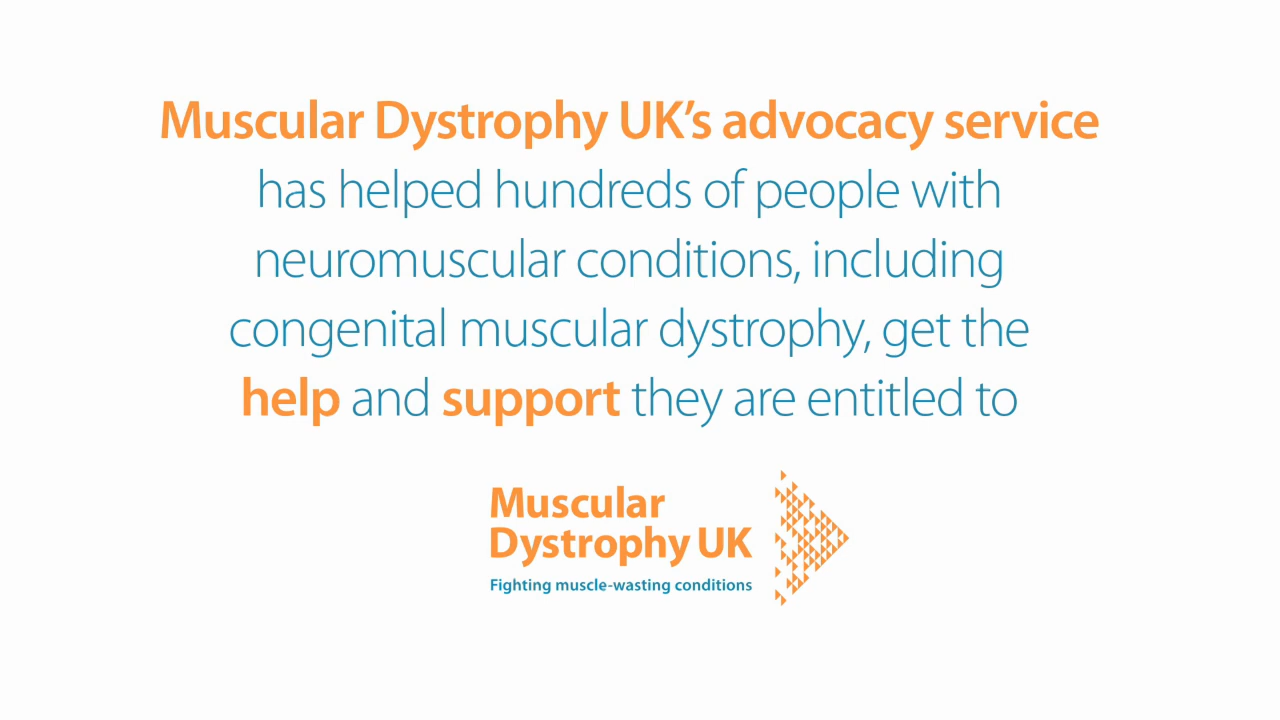 Muscular Dystrophy UK’s advocacy service
has helped hundreds of people with
neuromuscular conditions, including
congenital muscular dystrophy, get the
help and support they are entitled to
Muscular
Dystrophy UK
Fighting muscle-wasting conditions